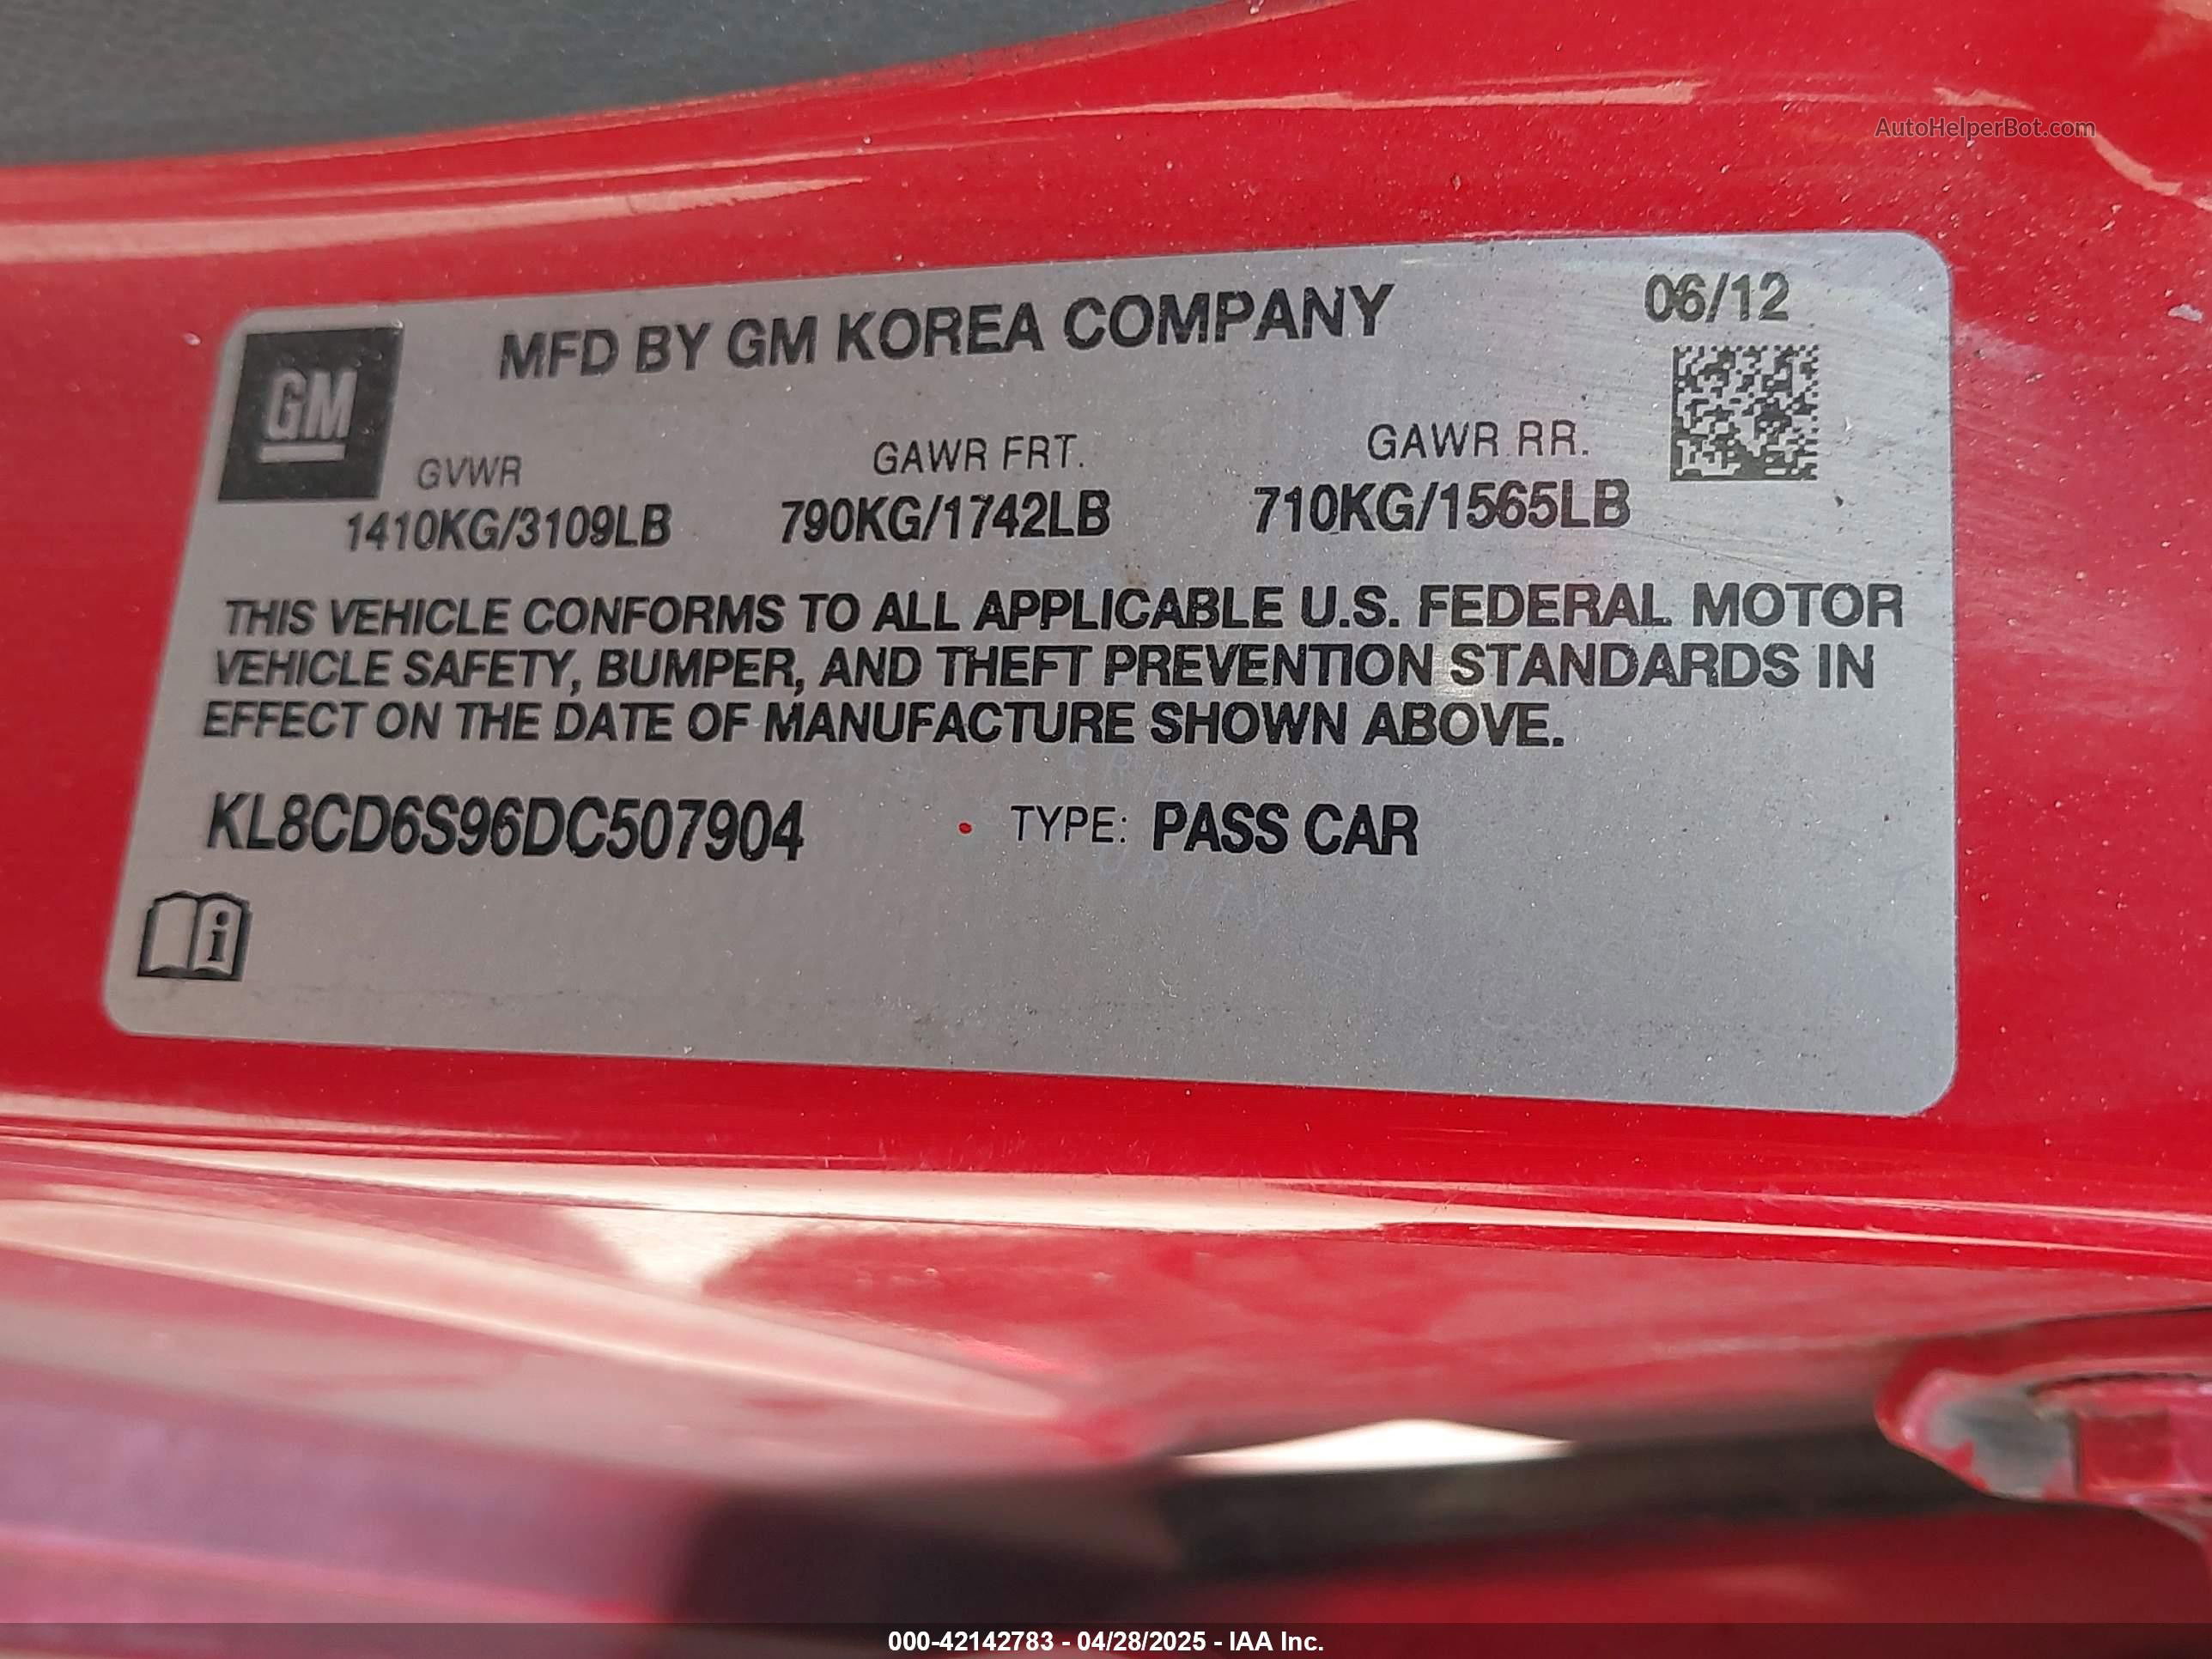 AutoHelperBot.com
MFD BY GM KOREA COMPANY
06/12
GM
GVWR
GAWR FRT.
GAWR RR.
1410KG/3109LB
790KG/1742LB
710KG/1565LB
THIS VEHICLE CONFORMS TO ALL APPLICABLE U.S. FEDERAL MOTOR
VEHICLE SAFETY, BUMPER, AND THEFT PREVENTION STANDARDS IN
EFFECT ON THE DATE OF MANUFACTURE SHOWN ABOVE.
KL8CD6S96DC507904
TYPE: PASS CAR
i
000-42142783 - 04/28/2025 - IAA Inc.